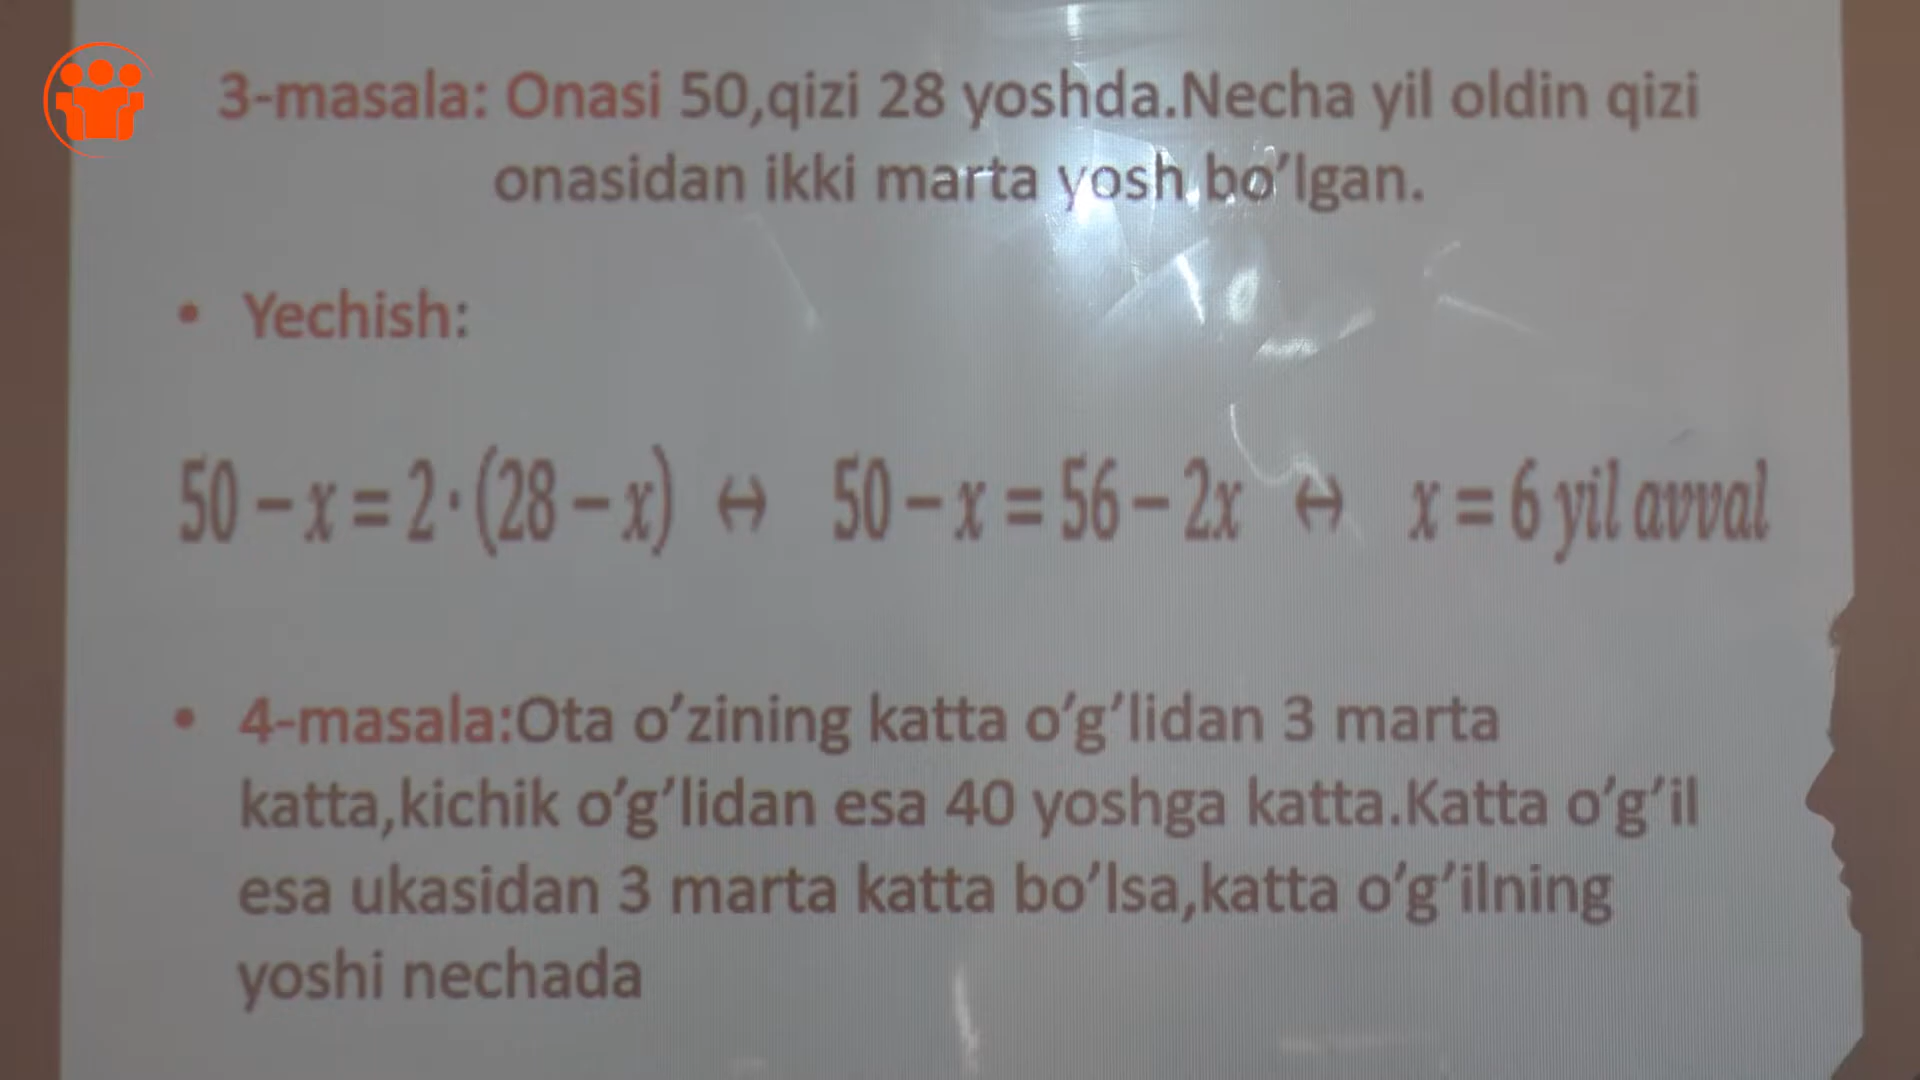 3-masala: Onasi 50,qizi 28 yoshda.Necha yil oldin qizi
onasidan ikki marta yosh bo’lgan.
• Yechish:
50 – x = 2 · (28 – x) ↔ 50 – x = 56 – 2x ↔ x = 6 yil avval
• 4-masala:Ota o’zining katta o’g’lidan 3 marta
katta,kichik o’g’lidan esa 40 yoshga katta.Katta o’g’il
esa ukasidan 3 marta katta bo’lsa,katta o’g’ilning
yoshi nechada